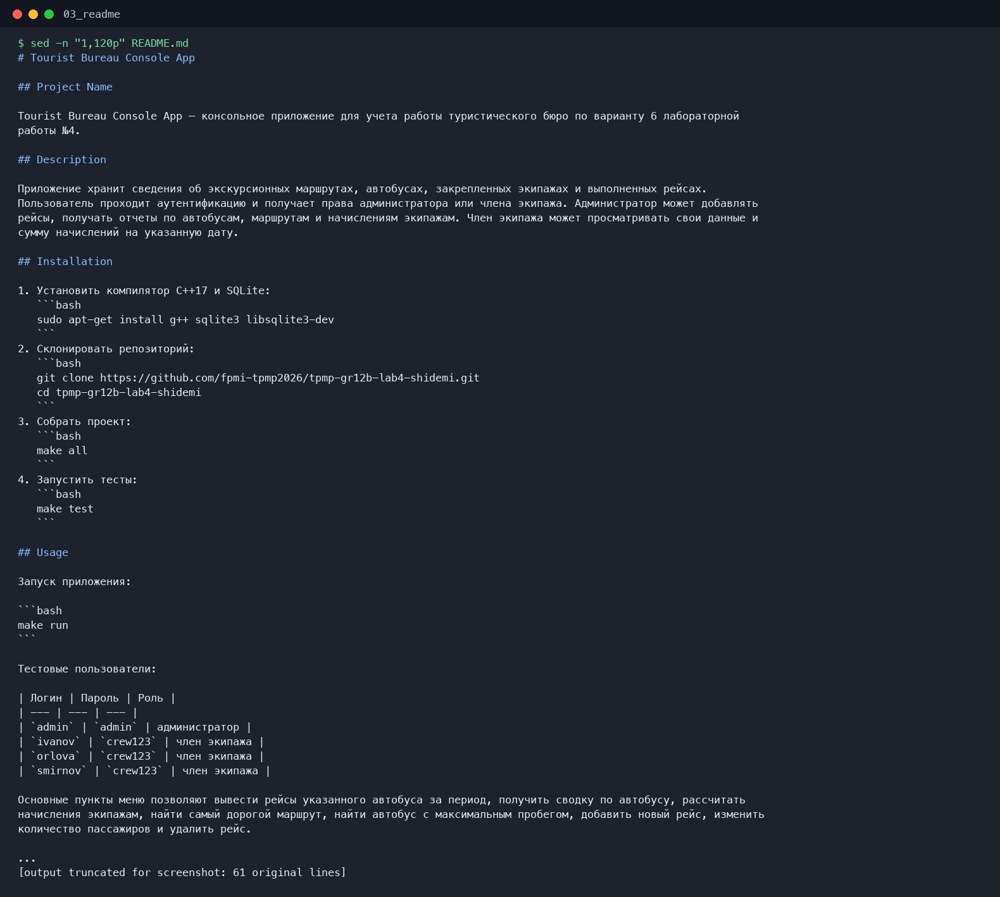 03_readme
$ sed -n "1,120p" README.md
# Tourist Bureau Console App
## Project Name
Tourist Bureau Console App — консольное приложение для учета работы туристического бюро по варианту 6 лабораторной
работы №4.
## Description
Приложение хранит сведения об экскурсионных маршрутах, автобусах, закрепленных экипажах и выполненных рейсах.
Пользователь проходит аутентификацию и получает права администратора или члена экипажа. Администратор может добавлять
рейсы, получать отчеты по автобусам, маршрутам и начислениям экипажам. Член экипажа может просматривать свои данные и
сумму начислений на указанную дату.
## Installation
1. Установить компилятор C++17 и SQLite:
   ```bash
   sudo apt-get install g++ sqlite3 libsqlite3-dev
   ```
2. Склонировать репозиторий:
   ```bash
   git clone https://github.com/fpmi-tpmp2026/tpmp-gr12b-lab4-shidemi.git
   cd tpmp-gr12b-lab4-shidemi
   ```
3. Собрать проект:
   ```bash
   make all
   ```
4. Запустить тесты:
   ```bash
   make test
   ```
## Usage
Запуск приложения:
```bash
make run
```
Тестовые пользователи:
| Логин | Пароль | Роль |
| --- | --- | --- |
| `admin` | `admin` | администратор |
| `ivanov` | `crew123` | член экипажа |
| `orlova` | `crew123` | член экипажа |
| `smirnov` | `crew123` | член экипажа |
Основные пункты меню позволяют вывести рейсы указанного автобуса за период, получить сводку по автобусу, рассчитать
начисления экипажам, найти самый дорогой маршрут, найти автобус с максимальным пробегом, добавить новый рейс, изменить
количество пассажиров и удалить рейс.
...
[output truncated for screenshot: 61 original lines]